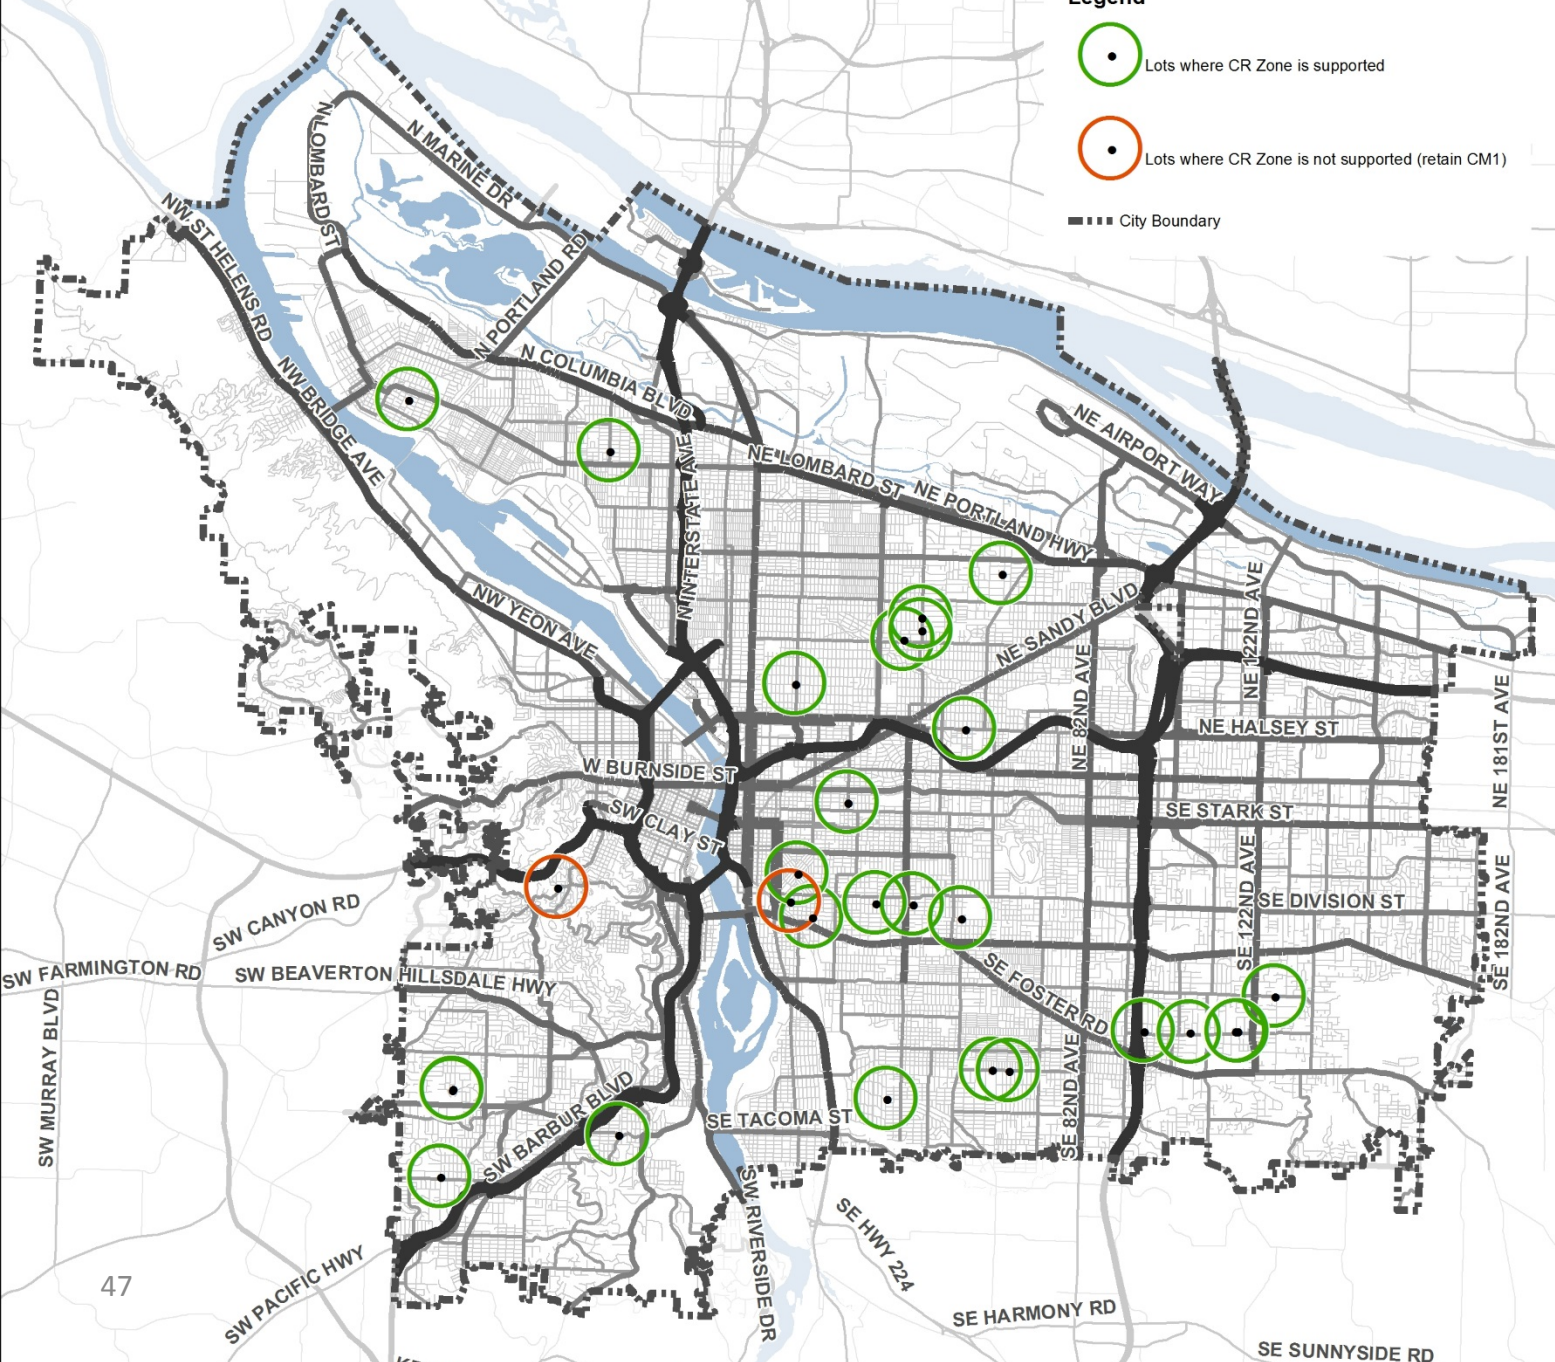 Legend
Lots where CR Zone is supported
Lots where CR Zone is not supported (retain CM1)
City Boundary
N LOMBARD ST
N MARINE DR
NW ST HELENS RD
N PORTLAND RD
NW BRIDGE AVE
N COLUMBIA BLVD
N INTERSTATE AVE
NE LOMBARD ST
NE PORTLAND HWY
NE AIRPORT WAY
NW YEON AVE
NE SANDY BLVD
NE 122ND AVE
NE 82ND AVE
NE HALSEY ST
NE 181ST AVE
W BURNSIDE ST
SW CLAY ST
SE STARK ST
SE 122ND AVE
SE DIVISION ST
SE 182ND AVE
SW CANYON RD
SW FARMINGTON RD
SW BEAVERTON HILLSDALE HWY
SE FOSTER RD
SW MURRAY BLVD
SE 82ND AVE
SW BARBUR BLVD
SE TACOMA ST
SW RIVERSIDE DR
SE HWY 224
47
SW PACIFIC HWY
SE HARMONY RD
SE SUNNYSIDE RD